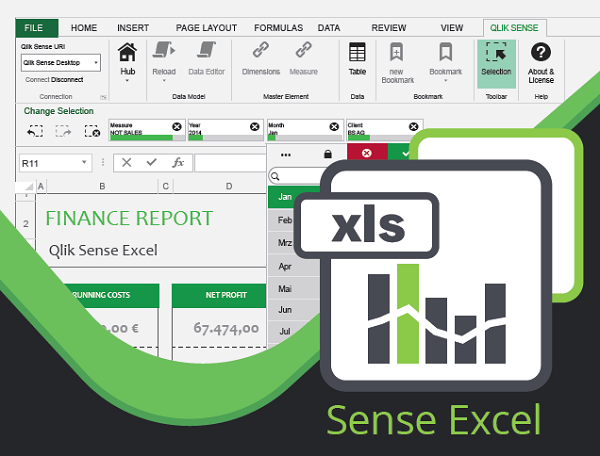 FILE HOME INSERT PAGE LAYOUT FORMULAS DATA REVIEW VIEW QLIK SENSE
Qlik Sense URI
Qlik Sense Desktop
Connect Disconnect
Connection
Hub
Reload
Data Editor
Data Model
Dimensions
Measure
Master Element
Table
Data
new
Bookmark
Bookmark
Bookmark
Selection
Toolbar
About &
License
Help
Change Selection
Measure
NOT SALES
Year
2014
Month
Jan
Client
BS AG
R11
fx
A B C D
1
2
FINANCE REPORT
Qlik Sense Excel
RUNNING COSTS
NET PROFIT
.00 €
67.474,00
Jan
Feb
Mrz
Apr
Mai
Jun
Jul
xls
Sense Excel